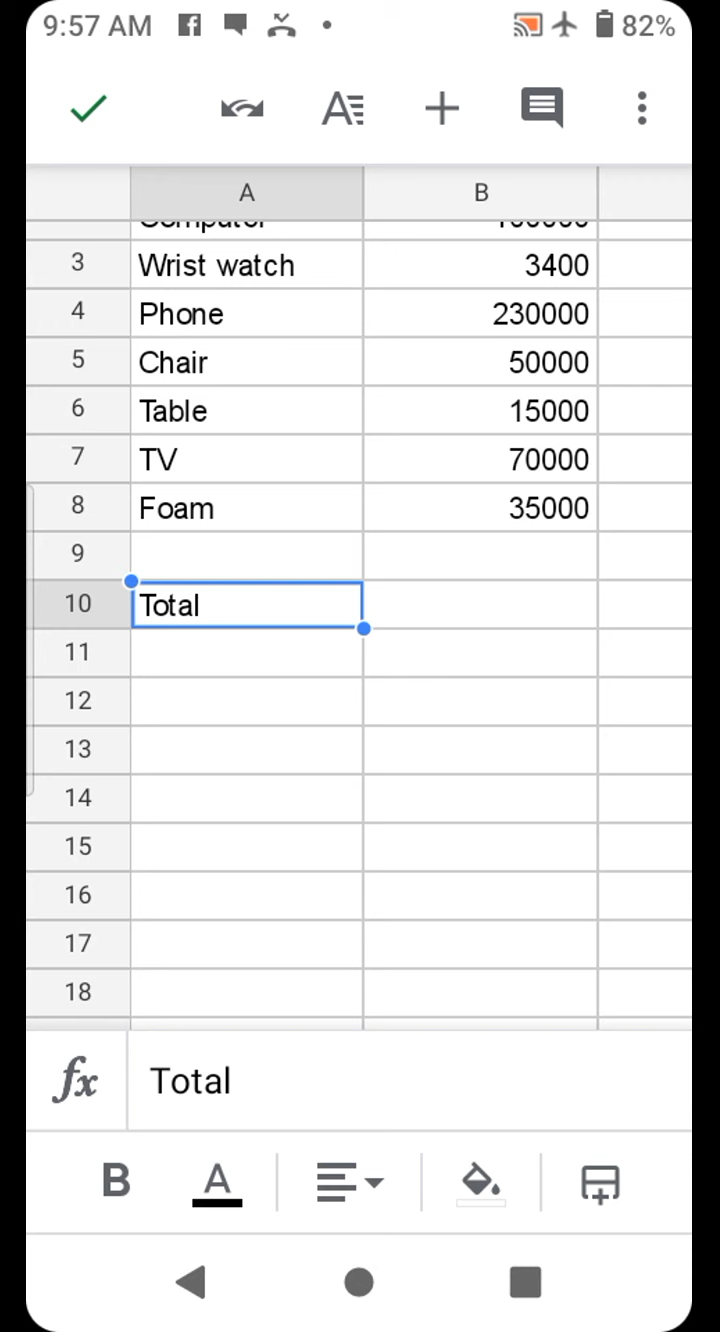 9:57 AM 82%
A B
Computer
3 Wrist watch 3400
4 Phone 230000
5 Chair 50000
6 Table 15000
7 TV 70000
8 Foam 35000
9
10 Total
11
12
13
14
15
16
17
18
fx Total
B A